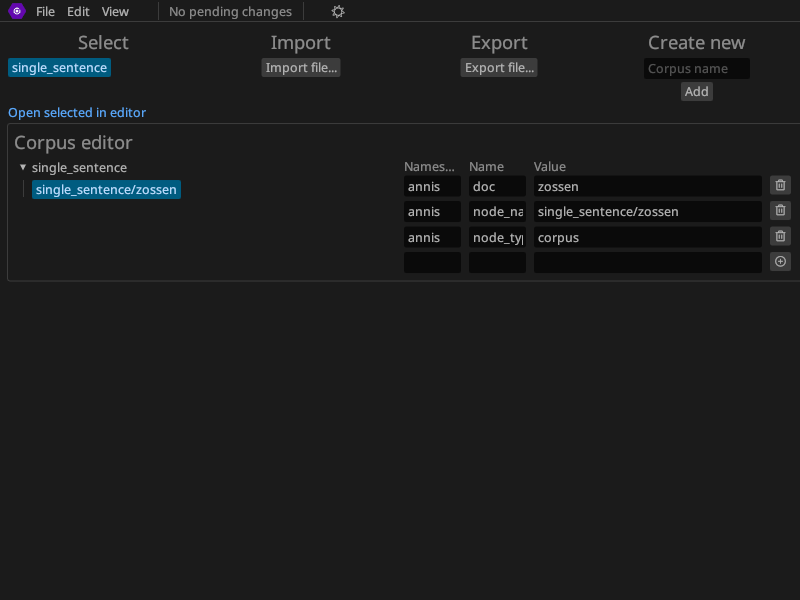 File Edit View No pending changes
Select Import Export Create new
single_sentence Import file... Export file... Corpus name
Add
Open selected in editor
Corpus editor
single_sentence Names... Name Value
single_sentence/zossen annis doc zossen
annis node_na single_sentence/zossen
annis node_ty corpus